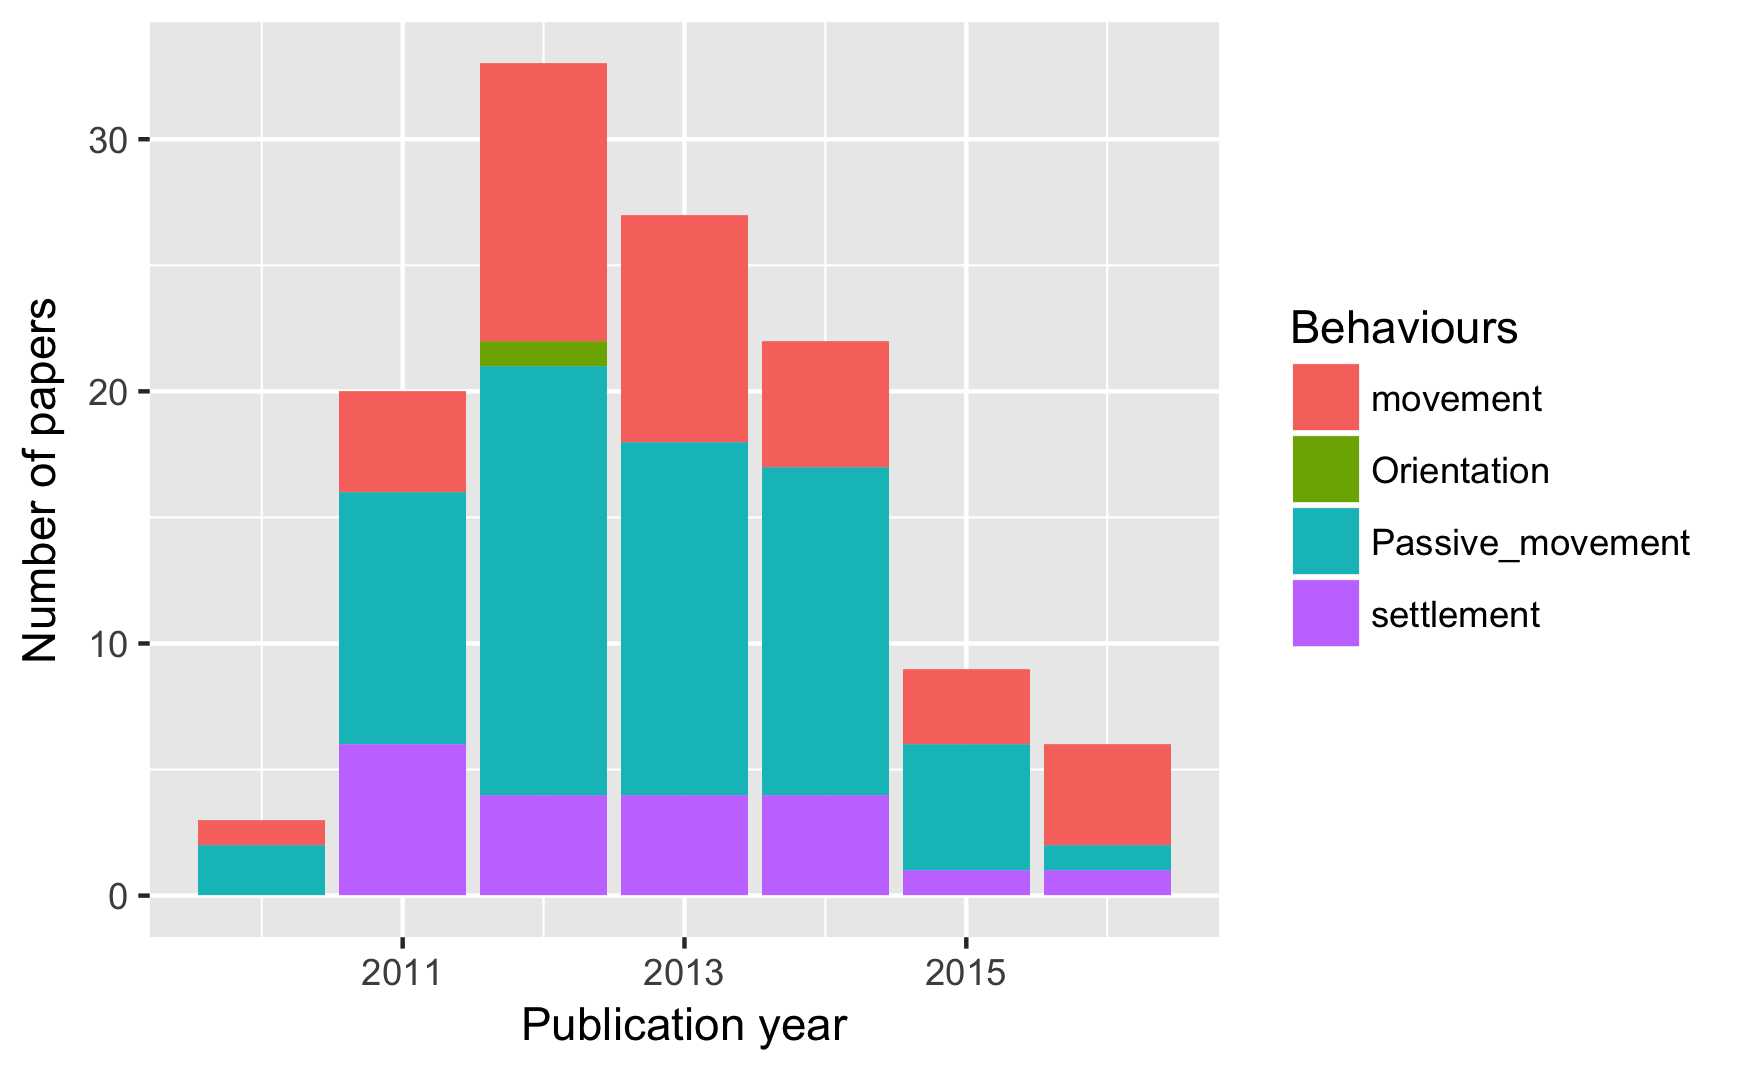 Number of papers
30
20
10
0
2011
2013
2015
Publication year
Behaviours
movement
Orientation
Passive_movement
settlement